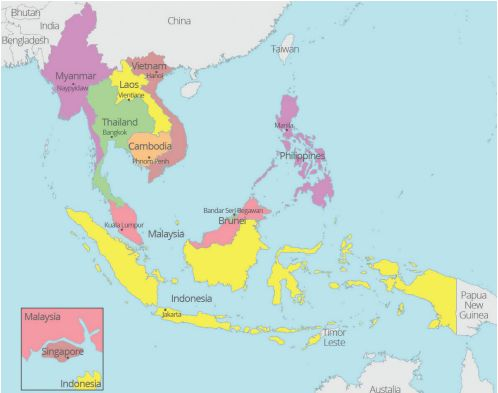 Bhutan
China
India
Bangladesh
Taiwan
Myanmar
Naypyidaw
Vietnam
Hanoi
Laos
Vientiane
Thailand
Bangkok
Cambodia
Phnom Penh
Manila
Philippines
Bandar Seri Begawan
Brunei
Kuala Lumpur
Malaysia
Indonesia
Jakarta
Papua
New
Guinea
Timor
Leste
Malaysia
Singapore
Indonesia
Austalia